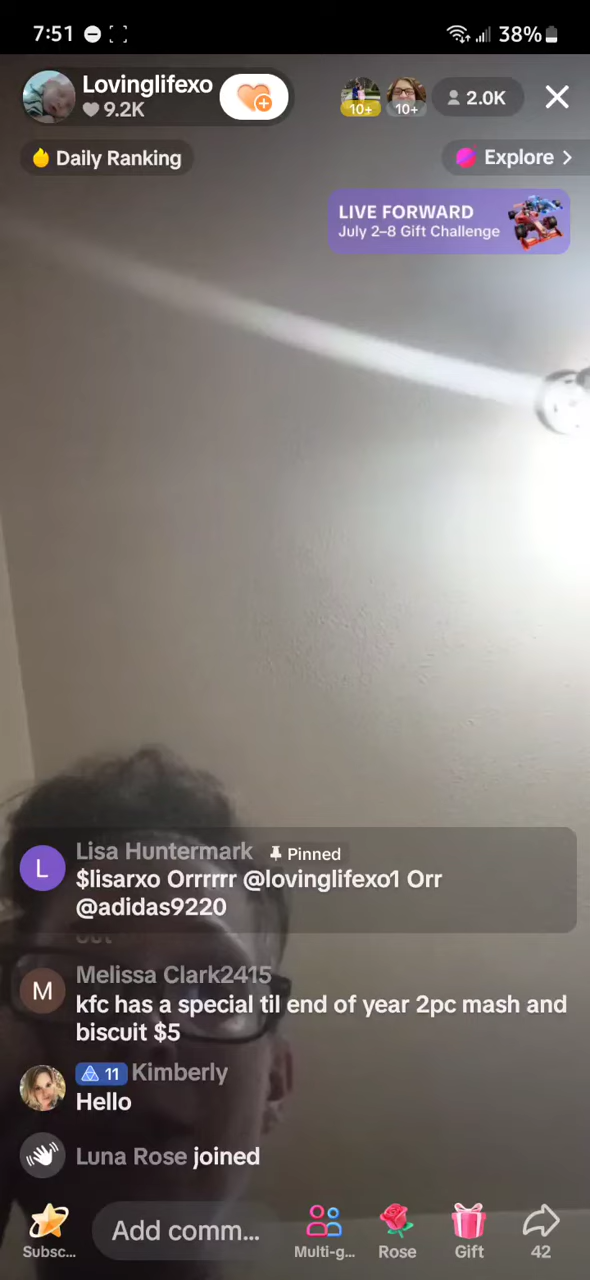 7:51
38%
Lovinglifexo
9.2K
10+
10+
2.0K
Daily Ranking
Explore
LIVE FORWARD
July 2–8 Gift Challenge
Lisa Huntermark Pinned
L
$lisarxo Orrrrrr @lovinglifexo1 Orr
@adidas9220
Melissa Clark2415
M
kfc has a special til end of year 2pc mash and
biscuit $5
11 Kimberly
Hello
Luna Rose joined
Subsc...
Add comm...
Multi-g...
Rose
Gift
42